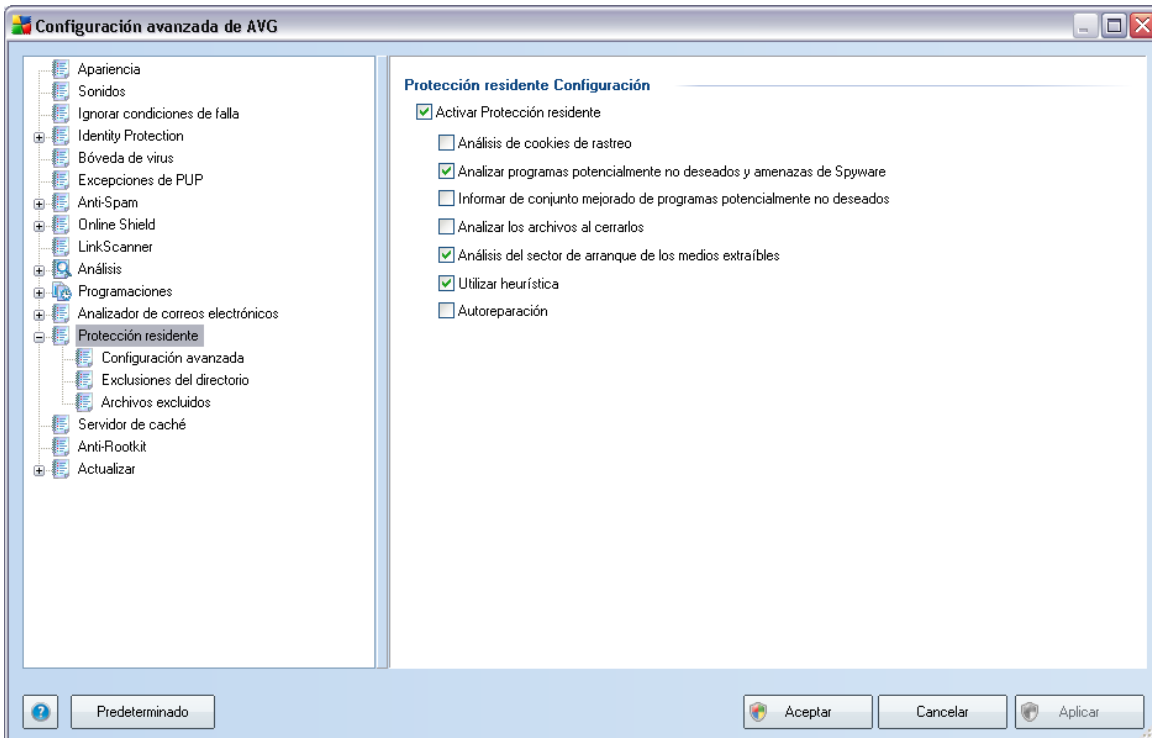 Configuración avanzada de AVG
Apariencia
Sonidos
Ignorar condiciones de falla
Identity Protection
Bóveda de virus
Excepciones de PUP
Anti-Spam
Online Shield
LinkScanner
Análisis
Programaciones
Analizador de correos electrónicos
Protección residente
Configuración avanzada
Exclusiones del directorio
Archivos excluidos
Servidor de caché
Anti-Rootkit
Actualizar
Protección residente Configuración
Activar Protección residente
Análisis de cookies de rastreo
Analizar programas potencialmente no deseados y amenazas de Spyware
Informar de conjunto mejorado de programas potencialmente no deseados
Analizar los archivos al cerrarlos
Análisis del sector de arranque de los medios extraíbles
Utilizar heurística
Autoreparación
Predeterminado
Aceptar
Cancelar
Aplicar